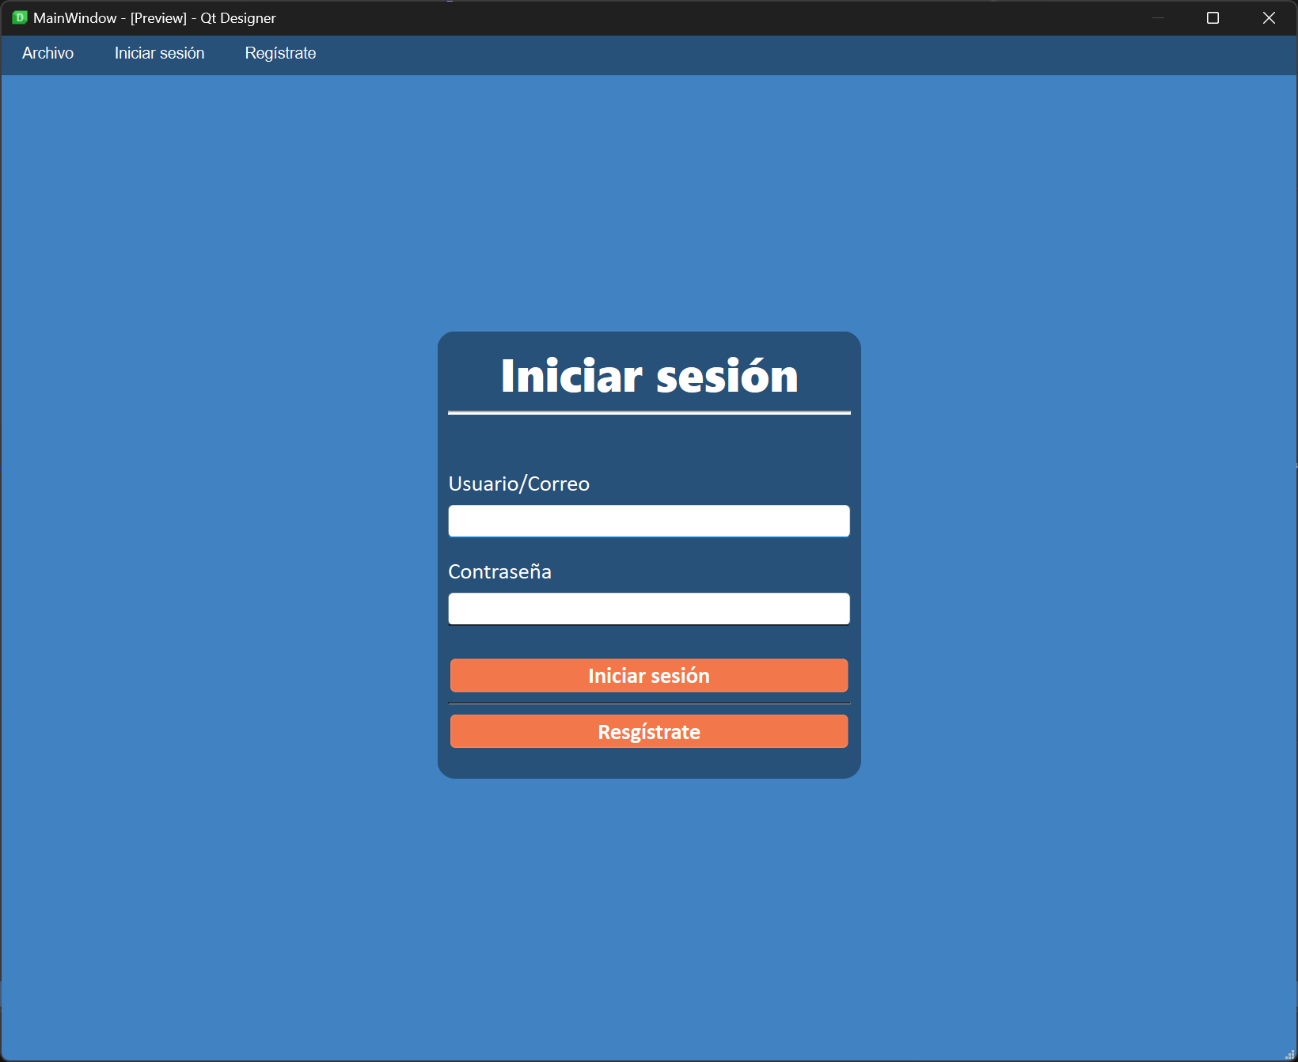 MainWindow - [Preview] - Qt Designer
Archivo Iniciar sesión Regístrate
Iniciar sesión
Usuario/Correo
Contraseña
Iniciar sesión
Resgístrate